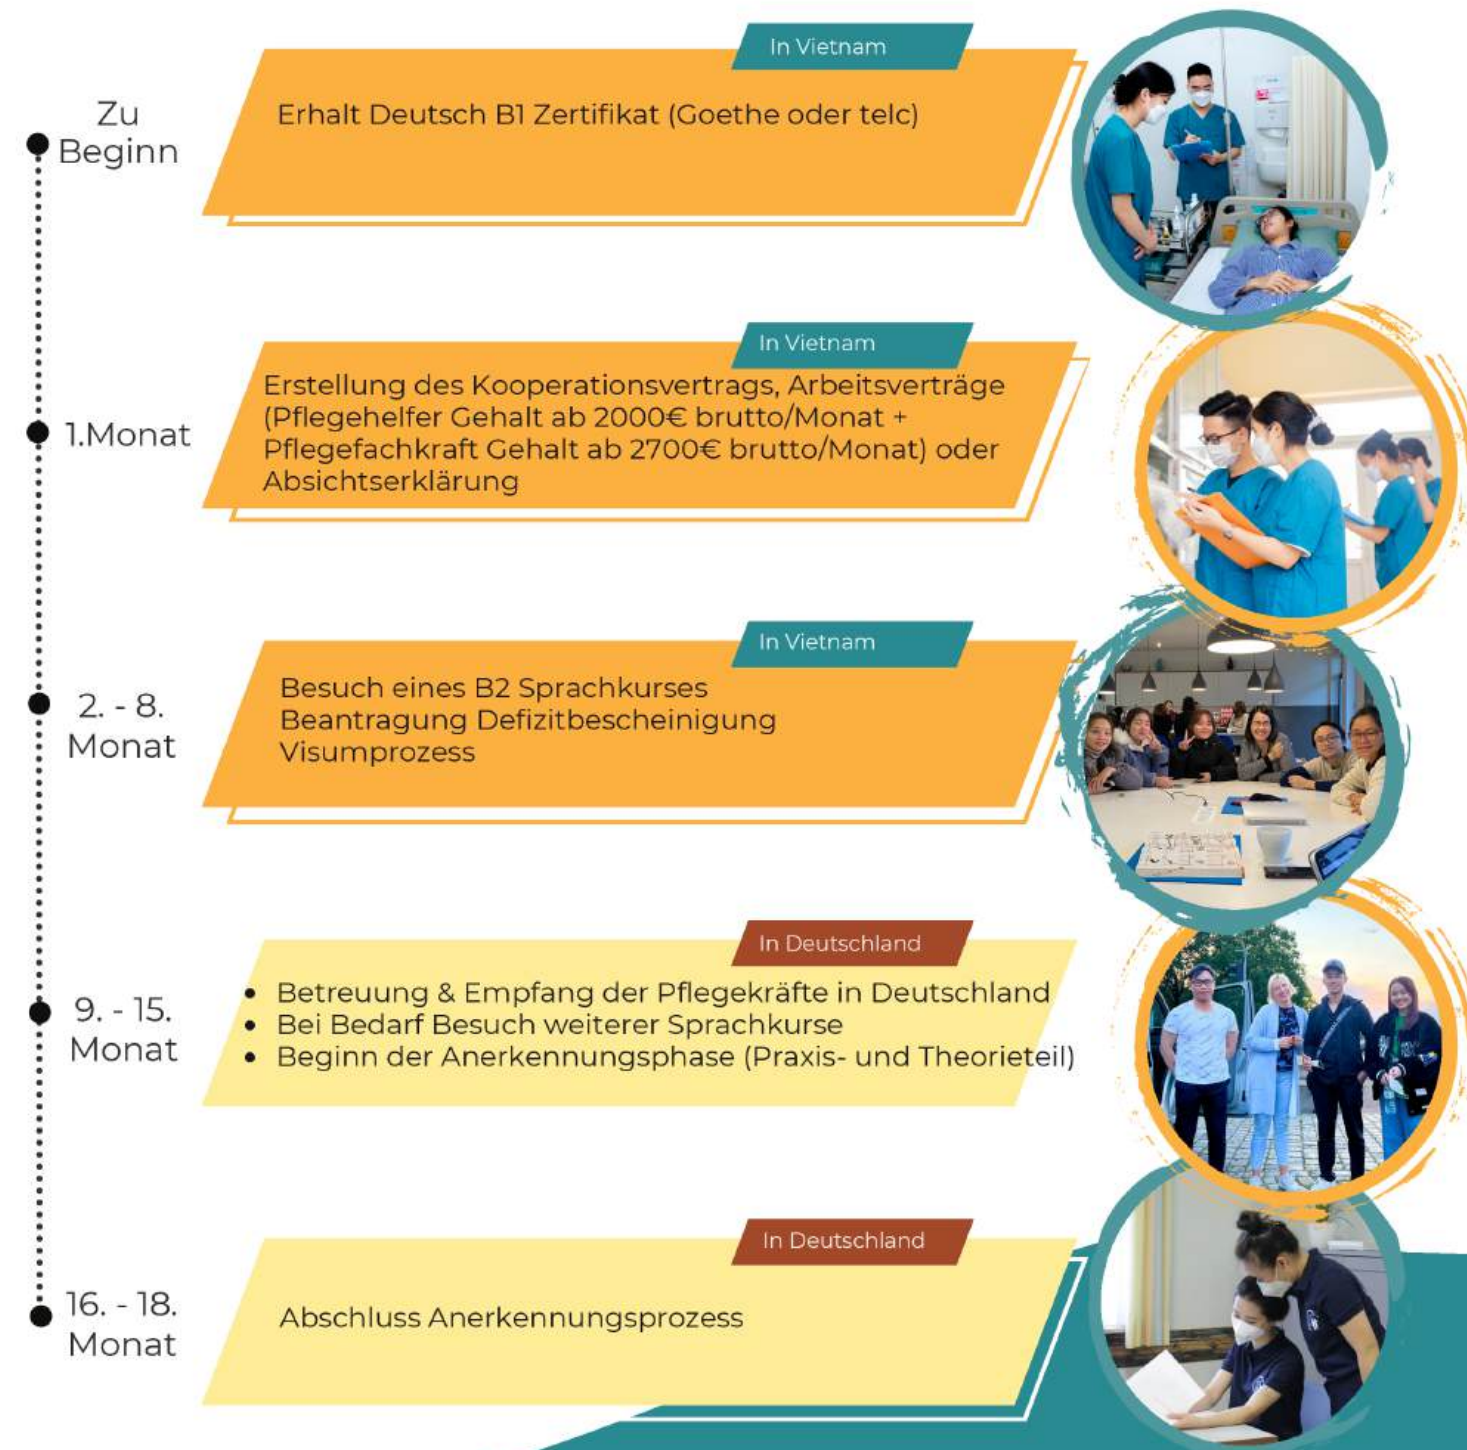 In Vietnam
Zu
Beginn
Erhalt Deutsch B1 Zertifikat (Goethe oder telc)
In Vietnam
1.Monat
Erstellung des Kooperationsvertrags, Arbeitsverträge
(Pflegehelfer Gehalt ab 2000€ brutto/Monat +
Pflegefachkraft Gehalt ab 2700€ brutto/Monat) oder
Absichtserklärung
In Vietnam
2. - 8.
Monat
Besuch eines B2 Sprachkurses
Beantragung Defizitbescheinigung
Visumprozess
In Deutschland
9. - 15.
Monat
• Betreuung & Empfang der Pflegekräfte in Deutschland
• Bei Bedarf Besuch weiterer Sprachkurse
• Beginn der Anerkennungsphase (Praxis- und Theorieteil)
In Deutschland
16. - 18.
Monat
Abschluss Anerkennungsprozess